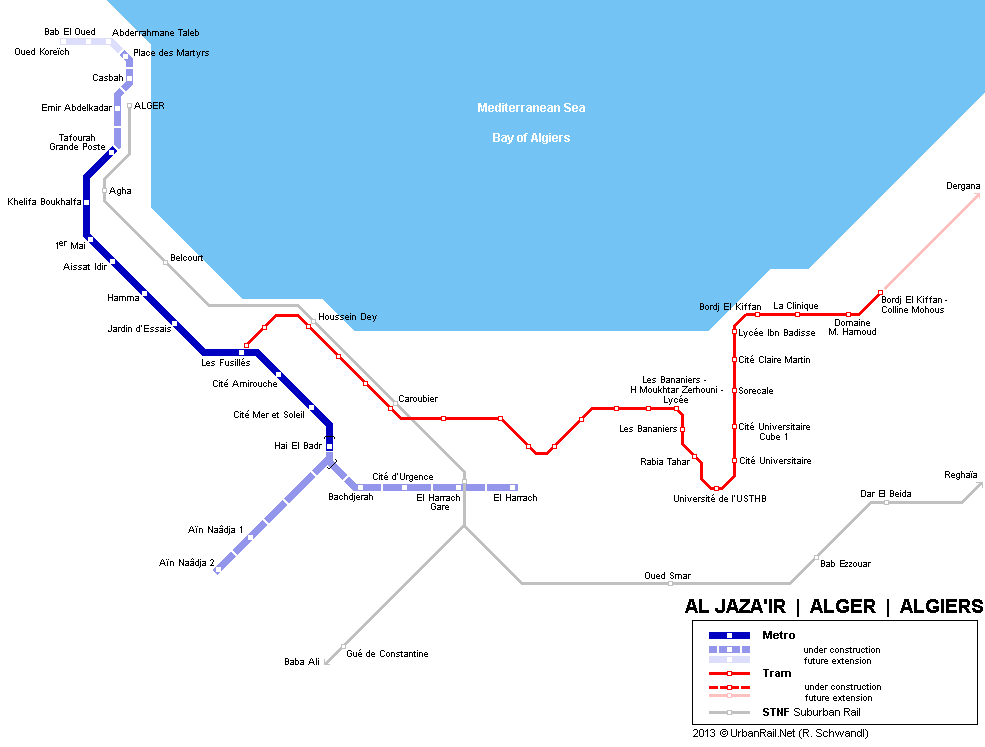 Bab El Oued
Abderrahmane Taleb
Oued Koreïch
Place des Martyrs
Casbah
Emir Abdelkadar
ALGER
Tafourah
Grande Poste
Mediterranean Sea
Bay of Algiers
Agha
Khelifa Boukhalfa
Dergana
1er Mai
Belcourt
Aissat Idir
Hamma
Jardin d'Essais
Houssein Dey
Les Fusillés
Cité Amirouche
Cité Mer et Soleil
Caroubier
Hai El Badr
Bordj El Kiffan
La Clinique
Bordj El Kiffan -
Colline Mohous
Domaine
M. Hamoud
Lycée Ibn Badisse
Cité Claire Martin
Les Bananiers -
H Moukhtar Zerhouni -
Lycée
Sorecale
Les Bananiers
Cité Universitaire
Cube 1
Rabia Tahar
Cité Universitaire
Université de l'USTHB
Cité d'Urgence
Bachdjerah
El Harrach
Gare
El Harrach
Reghaïa
Dar El Beida
Aïn Naâdja 1
Aïn Naâdja 2
Bab Ezzouar
Oued Smar
Gué de Constantine
Baba Ali
AL JAZA'IR | ALGER | ALGIERS
Metro
under construction
future extension
Tram
under construction
future extension
STNF Suburban Rail
2013 © UrbanRail.Net (R. Schwandl)